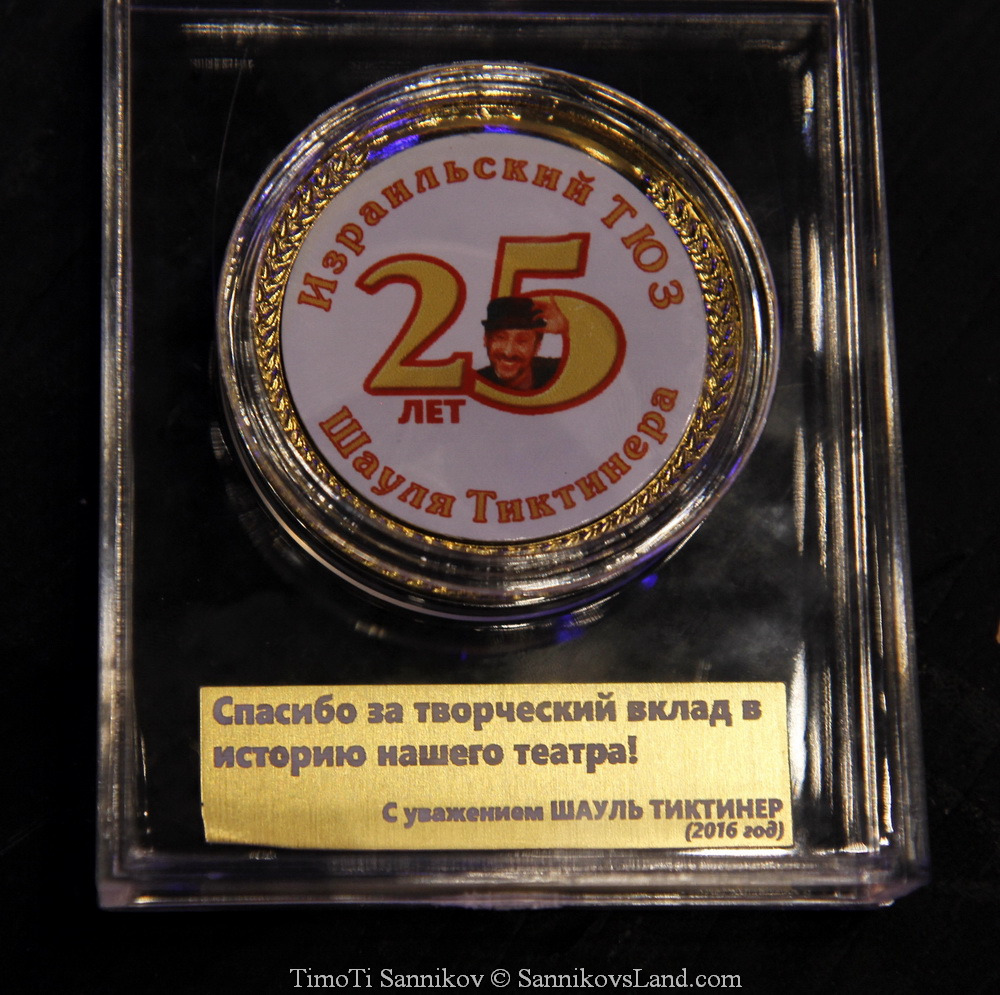 Израильский ТЮЗ
25
ЛЕТ
Шауля Тиктинера
Спасибо за творческий вклад в
историю нашего театра!
С уважением ШАУЛЬ ТИКТИНЕР
(2016 год)
TimoTi Sannikov © SannikovsLand.com